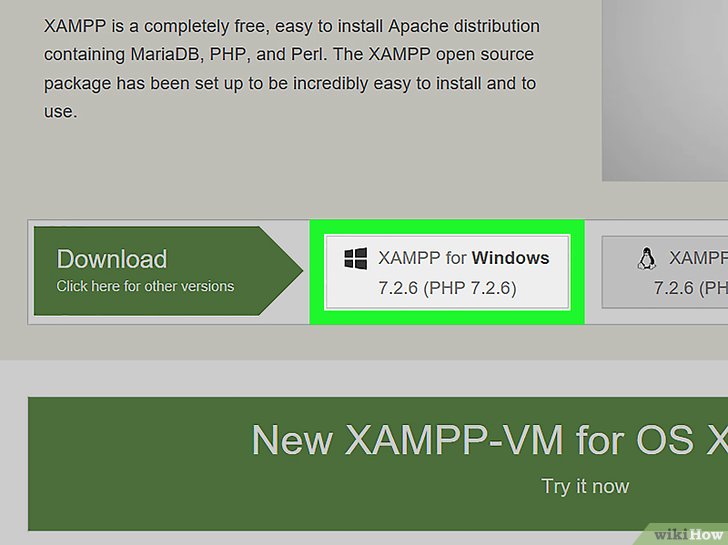 XAMPP is a completely free, easy to install Apache distribution
containing MariaDB, PHP, and Perl. The XAMPP open source
package has been set up to be incredibly easy to install and to
use.
Download
Click here for other versions
XAMPP for Windows
7.2.6 (PHP 7.2.6)
XAMPP
7.2.6 (PH
New XAMPP-VM for OS X
Try it now
wikiHow